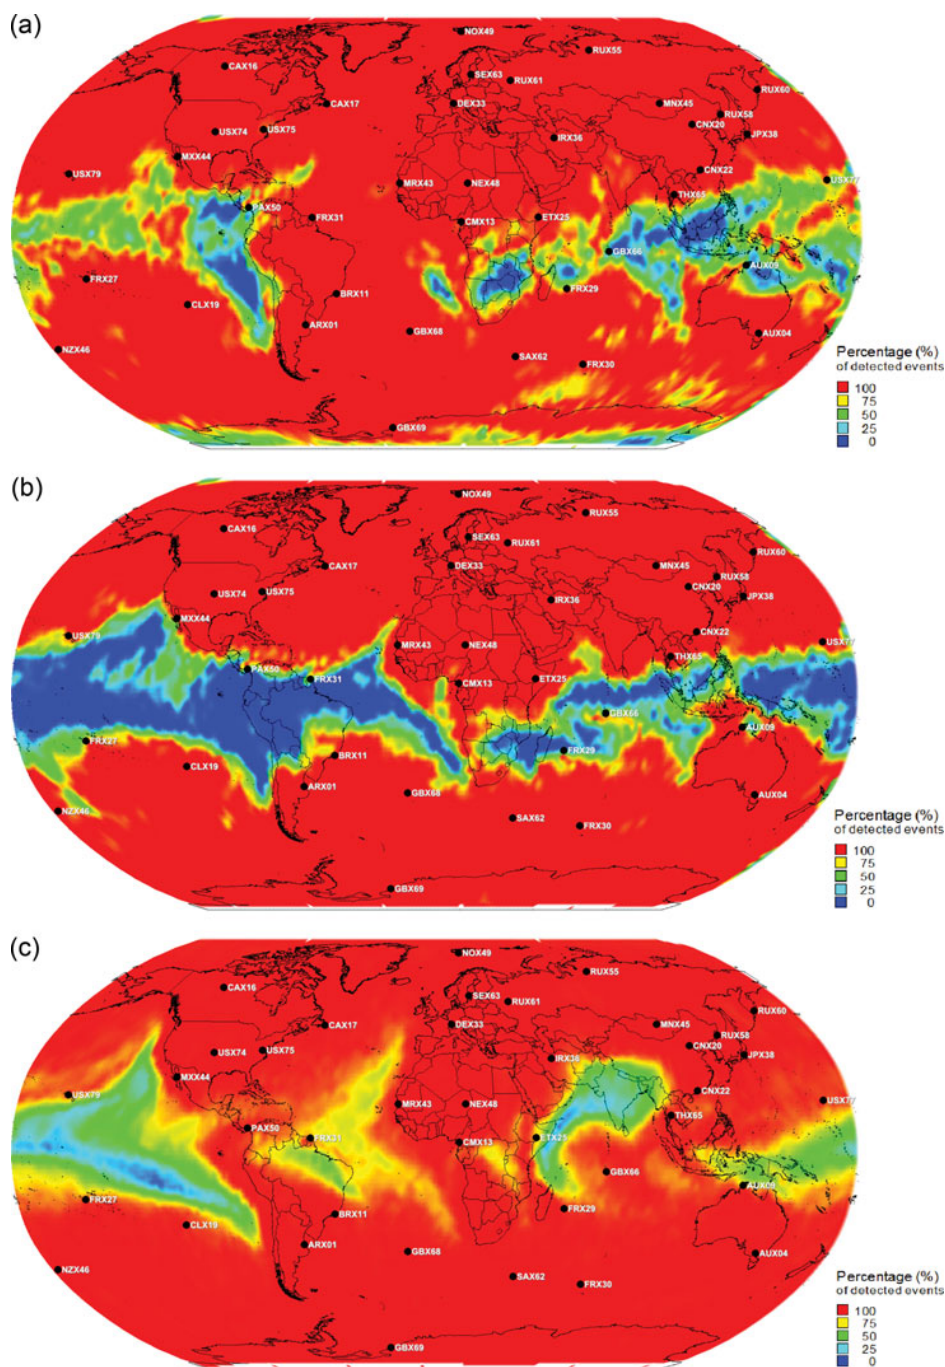 (a)
NOX49
RUX55
CAX16
SEX63
RUX61
RUX60
CAX17
DEX33
MNX45
RUX58
CNX20
USX74
USX75
IRX36
JPX38
MXX44
CNX22
USX79
MRX43
NEX48
THX65
USX77
PAX50
FRX31
CMX13
ETX25
GBX66
AUX09
FRX27
FRX29
BRX11
CLX19
ARX01
GBX68
AUX04
NZX46
SAX62
FRX30
GBX69
Percentage (%)
of detected events
100
75
50
25
0
(b)
NOX49
RUX55
CAX16
SEX63
RUX61
RUX60
CAX17
DEX33
MNX45
RUX58
CNX20
USX74
USX75
IRX36
JPX38
MXX44
CNX22
USX79
MRX43
NEX48
THX65
USX77
PAX50
FRX31
CMX13
ETX25
GBX66
AUX09
FRX27
FRX29
BRX11
CLX19
ARX01
GBX68
AUX04
NZX46
SAX62
FRX30
GBX69
Percentage (%)
of detected events
100
75
50
25
0
(c)
NOX49
RUX55
CAX16
SEX63
RUX61
RUX60
CAX17
DEX33
MNX45
RUX58
CNX20
USX74
USX75
IRX36
JPX38
MXX44
CNX22
USX79
MRX43
NEX48
THX65
USX77
PAX50
FRX31
CMX13
GBX66
AUX09
FRX27
FRX29
BRX11
CLX19
ARX01
GBX68
AUX04
NZX46
SAX62
FRX30
GBX69
Percentage (%)
of detected events
100
75
50
25
0